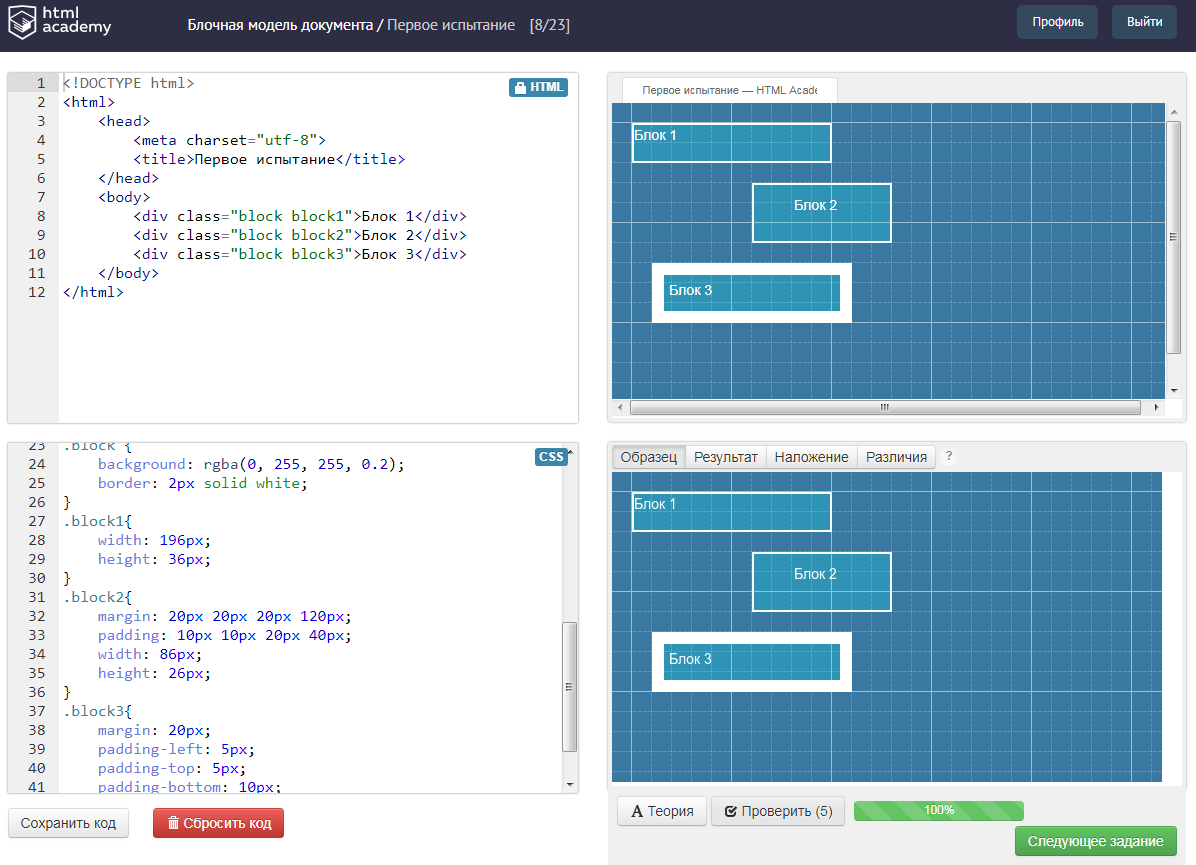 html
academy
Блочная модель документа / Первое испытание [8/23]
Профиль
Выйти
1 <!DOCTYPE html>
HTML
2 <html>
3 <head>
4 <meta charset="utf-8">
5 <title>Первое испытание</title>
6 </head>
7 <body>
8 <div class="block block1">Блок 1</div>
9 <div class="block block2">Блок 2</div>
10 <div class="block block3">Блок 3</div>
11 </body>
12 </html>
Первое испытание — HTML Acade
Блок 1
Блок 2
Блок 3
CSS
23 .block {
24 background: rgba(0, 255, 255, 0.2);
25 border: 2px solid white;
26 }
27 .block1{
28 width: 196px;
29 height: 36px;
30 }
31 .block2{
32 margin: 20px 20px 20px 120px;
33 padding: 10px 10px 20px 40px;
34 width: 86px;
35 height: 26px;
36 }
37 .block3{
38 margin: 20px;
39 padding-left: 5px;
40 padding-top: 5px;
41 padding-bottom: 10px;
Сохранить код
Сбросить код
Образец Результат Наложение Различия ?
Блок 1
Блок 2
Блок 3
Теория
Проверить (5)
100%
Следующее задание